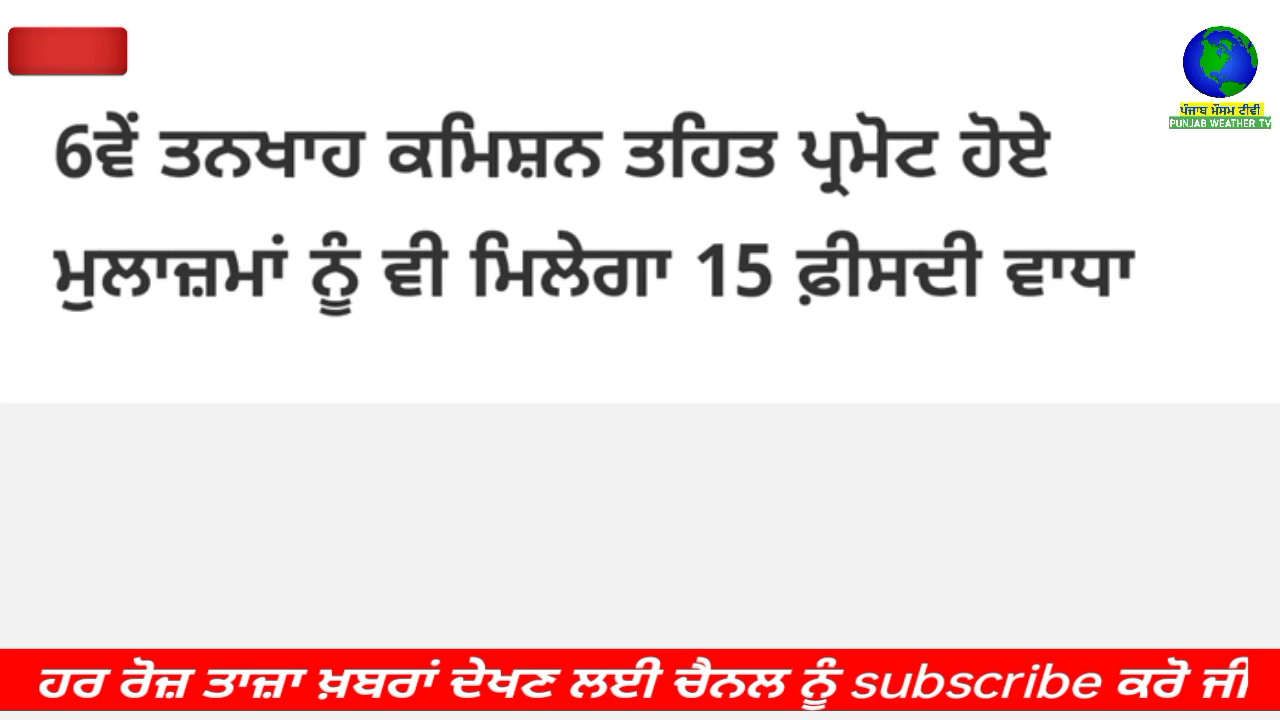 ਪੰਜਾਬ ਮੌਸਮ ਟੀਵੀ
PUNJAB WEATHER TV
6ਵੇਂ ਤਨਖਾਹ ਕਮਿਸ਼ਨ ਤਹਿਤ ਪ੍ਰਮੋਟ ਹੋਏ
ਮੁਲਾਜ਼ਮਾਂ ਨੂੰ ਵੀ ਮਿਲੇਗਾ 15 ਫ਼ੀਸਦੀ ਵਾਧਾ
ਹਰ ਰੋਜ਼ ਤਾਜ਼ਾ ਖ਼ਬਰਾਂ ਦੇਖਣ ਲਈ ਚੈਨਲ ਨੂੰ subscribe ਕਰੋ ਜੀ